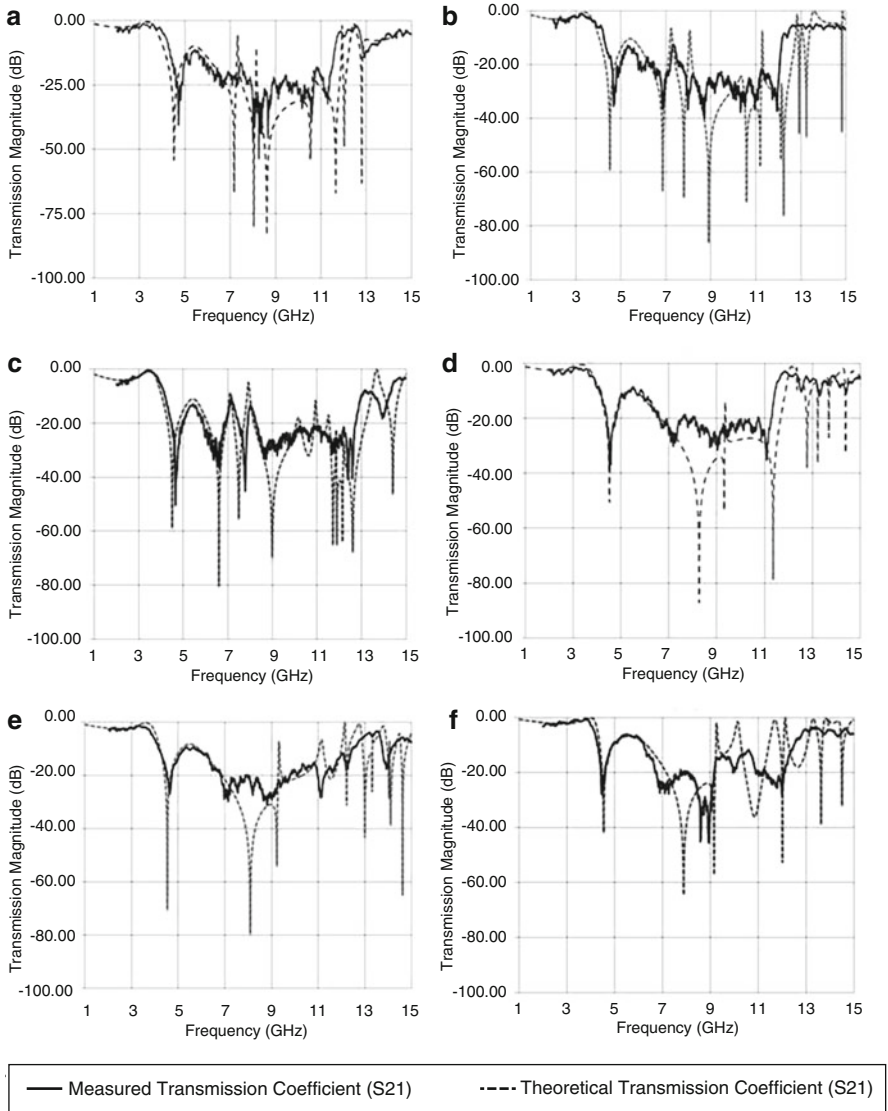 a
Transmission Magnitude (dB)
0.00
-25.00
-50.00
-75.00
-100.00
1 3 5 7 9 11 13 15
Frequency (GHz)
b
Transmission Magnitude (dB)
0.00
-20.00
-40.00
-60.00
-80.00
-100.00
1 3 5 7 9 11 13 15
Frequency (GHz)
c
Transmission Magnitude (dB)
0.00
-20.00
-40.00
-60.00
-80.00
-100.00
1 3 5 7 9 11 13 15
Frequency (GHz)
d
Transmission Magnitude (dB)
0.00
-20.00
-40.00
-60.00
-80.00
-100.00
1 3 5 7 9 11 13 15
Frequency (GHz)
e
Transmission Magnitude (dB)
0.00
-20.00
-40.00
-60.00
-80.00
-100.00
1 3 5 7 9 11 13 15
Frequency (GHz)
f
Transmission Magnitude (dB)
0.00
-20.00
-40.00
-60.00
-80.00
-100.00
1 3 5 7 9 11 13 15
Frequency (GHz)
Measured Transmission Coefficient (S21)
Theoretical Transmission Coefficient (S21)